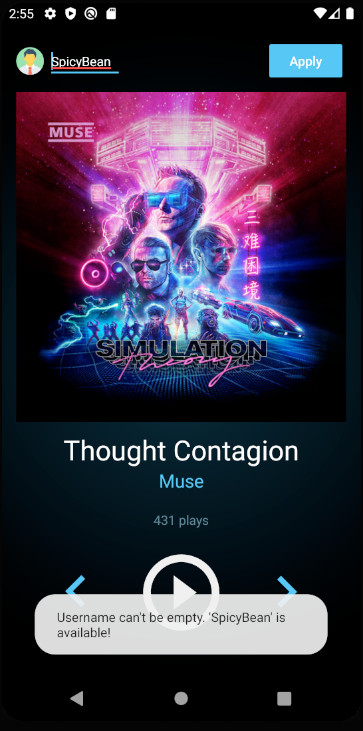 2:55
SpicyBean
Apply
MUSE
三
难
困
境
SIMULATION
Theory
Thought Contagion
Muse
431 plays
Username can't be empty. 'SpicyBean' is
available!